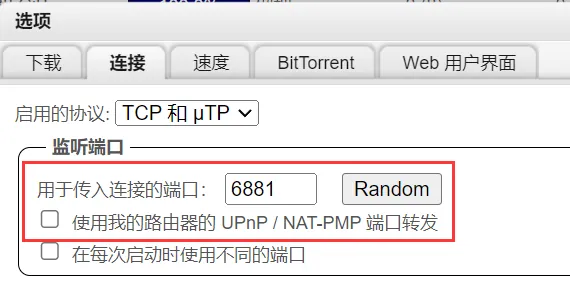 选项
下载 连接 速度 BitTorrent Web 用户界面
启用的协议: TCP 和 μTP
监听端口
用于传入连接的端口： 6881 Random
使用我的路由器的 UPnP / NAT-PMP 端口转发
在每次启动时使用不同的端口